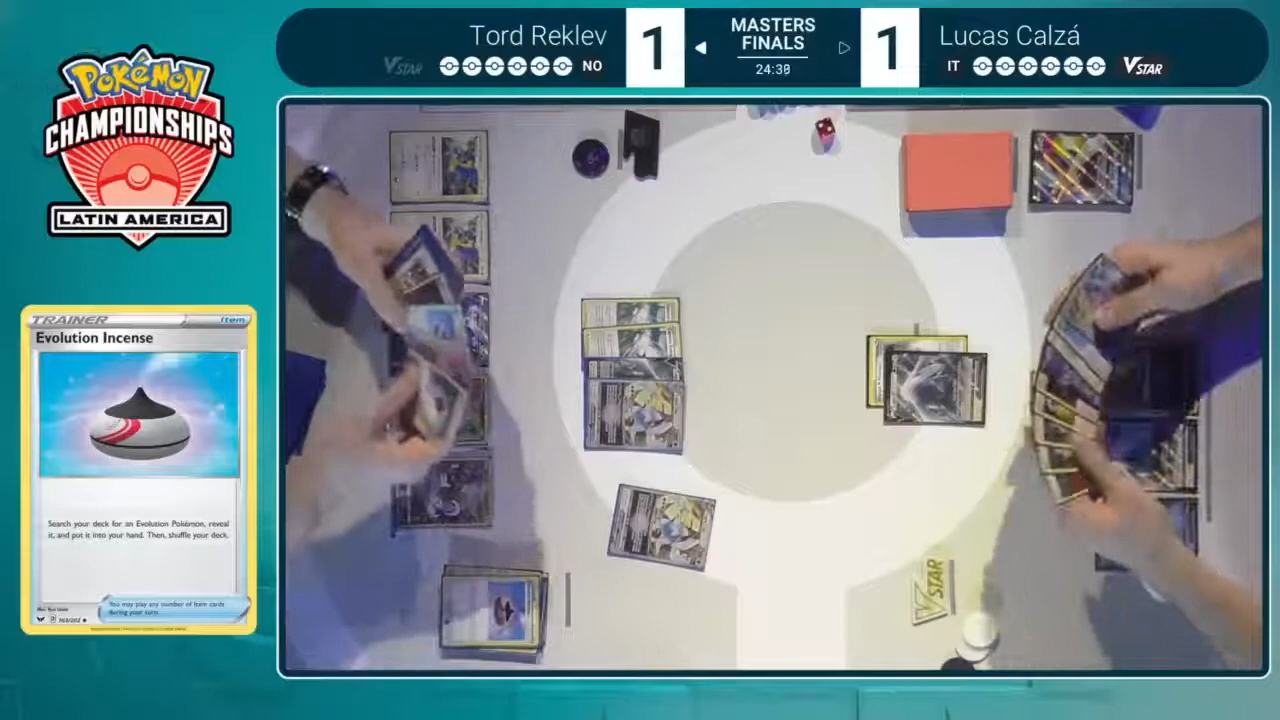 Pokémon
CHAMPIONSHIPS
LATIN AMERICA
Tord Reklev
1
MASTERS
FINALS
24:38
1
Lucas Calzá
VSTAR
NO
IT
VSTAR
TRAINER
Item
Evolution Incense
Search your deck for an Evolution Pokémon, reveal
it, and put it into your hand. Then, shuffle your deck.
You may play any number of Item cards
during your turn.
163/202
VSTAR